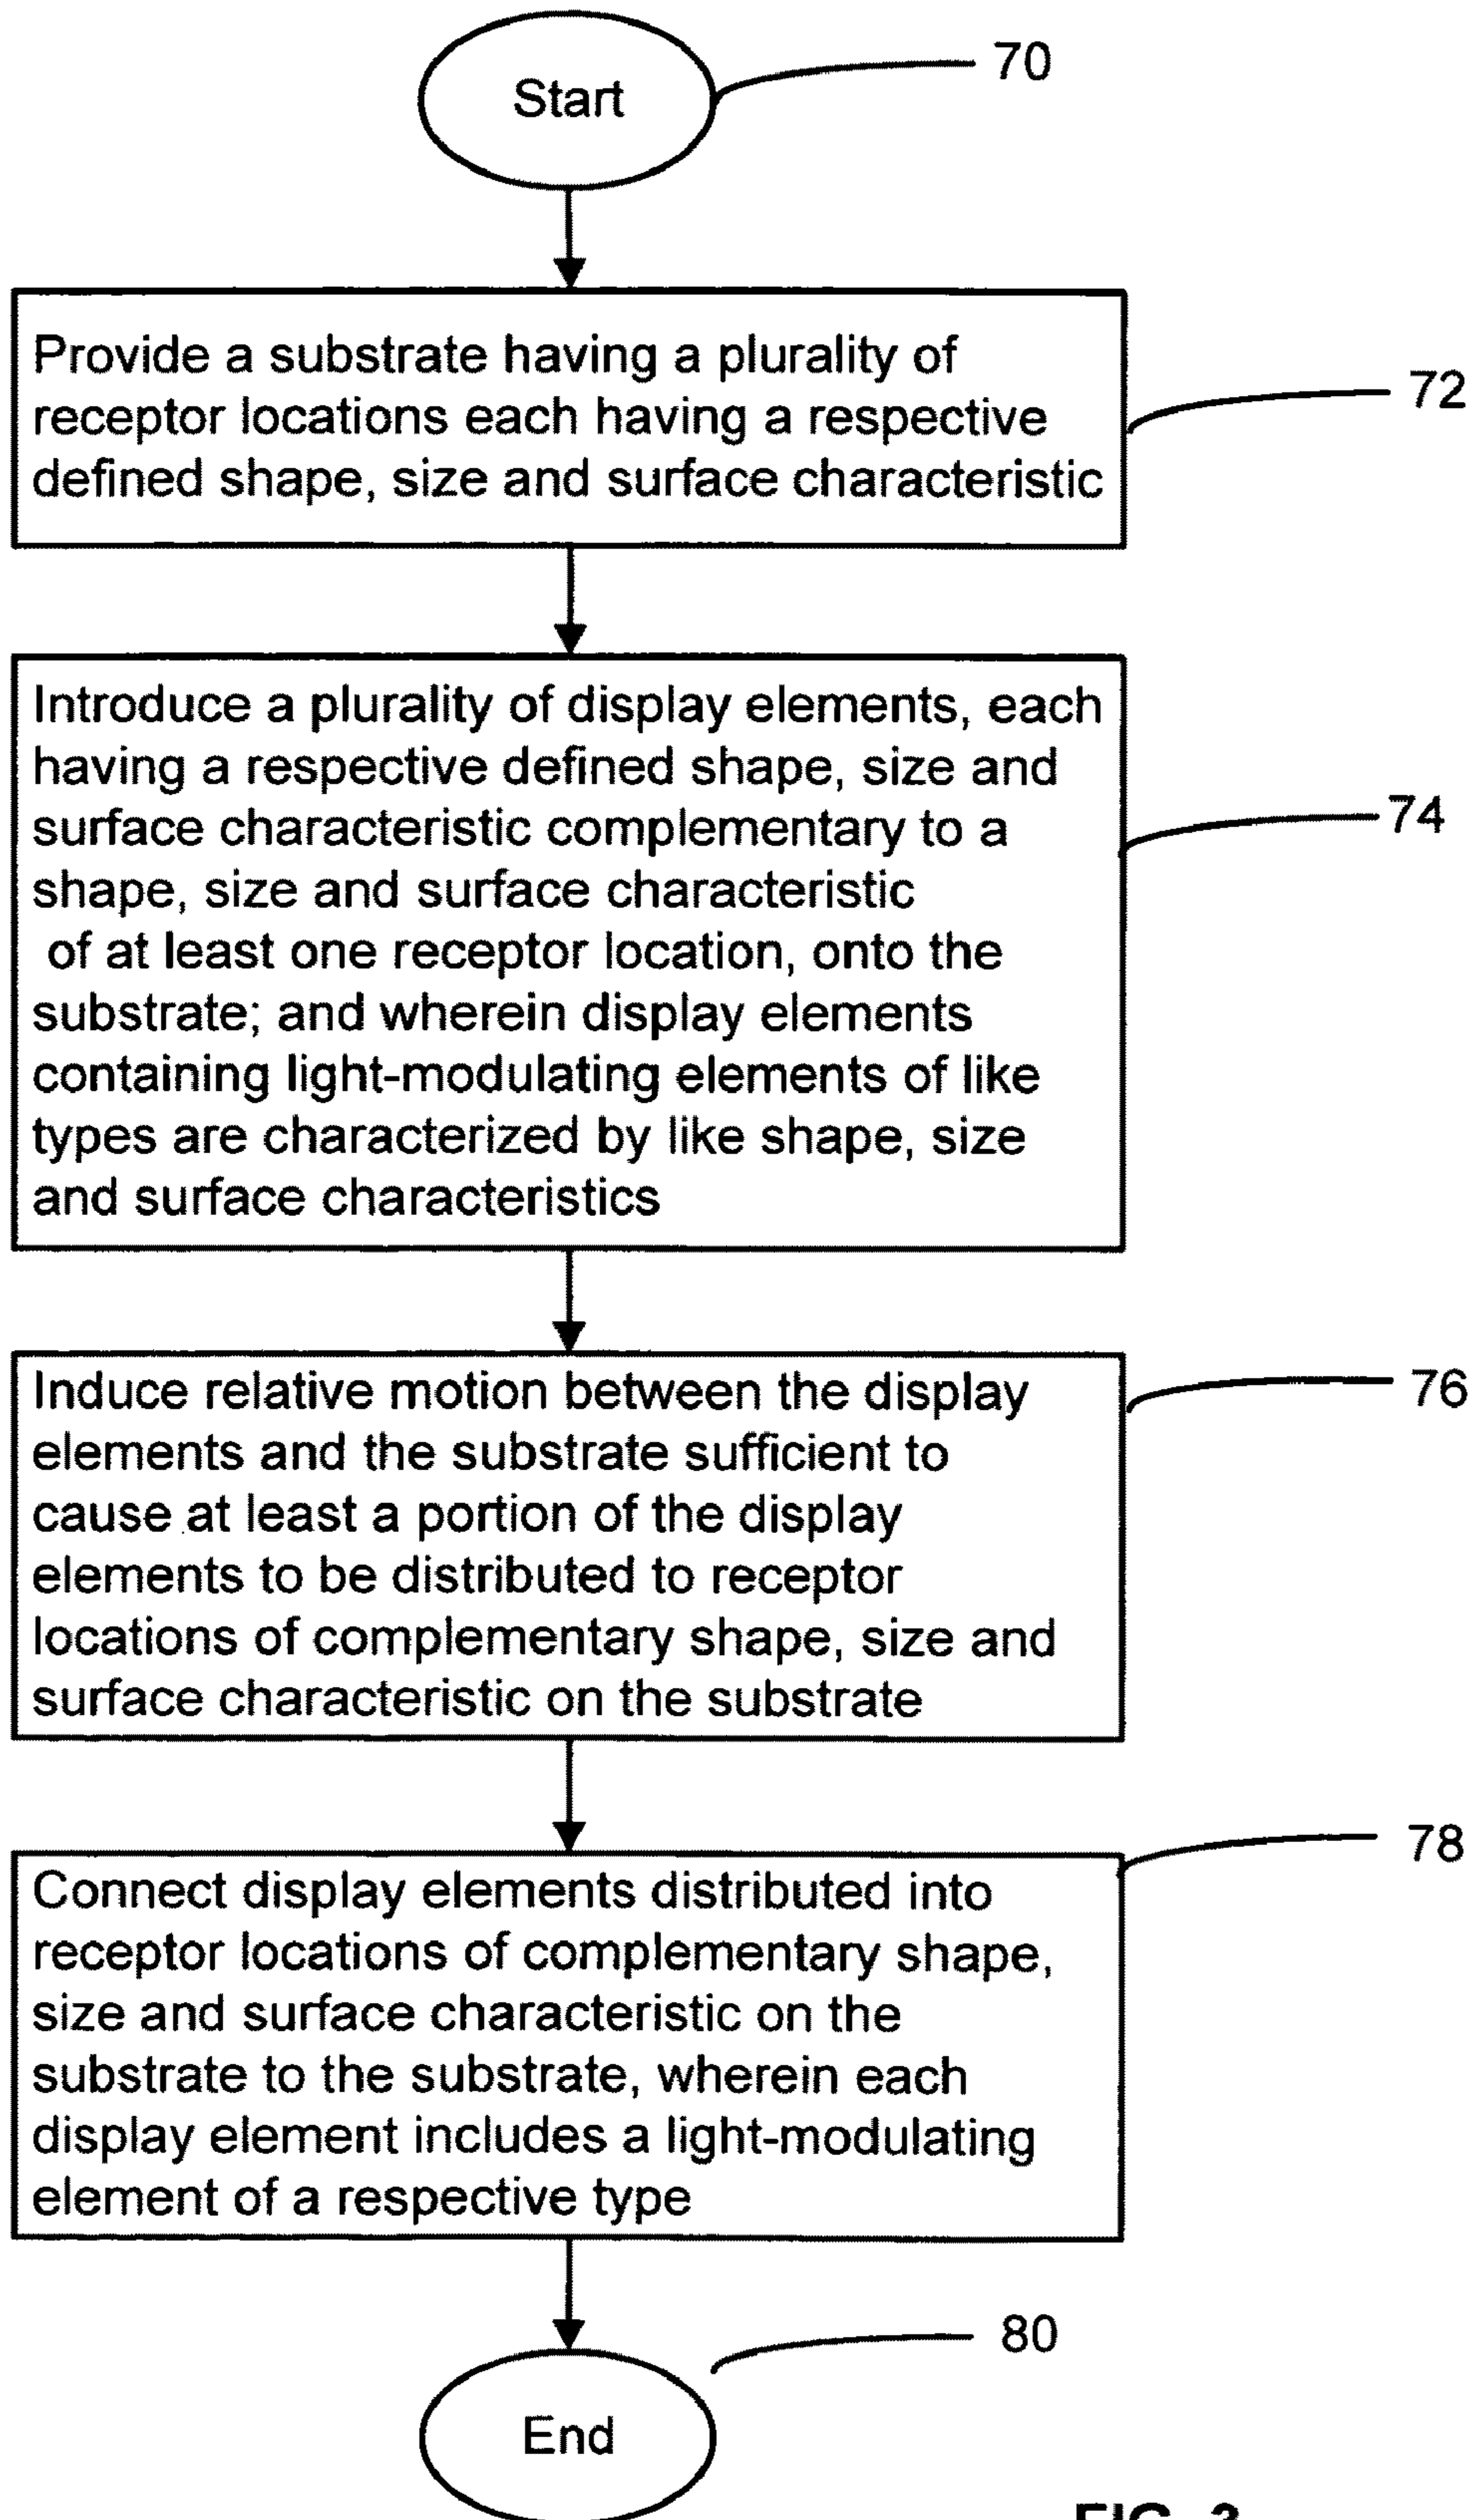 Start
70
Provide a substrate having a plurality of
receptor locations each having a respective
defined shape, size and surface characteristic
72
Introduce a plurality of display elements, each
having a respective defined shape, size and
surface characteristic complementary to a
shape, size and surface characteristic
of at least one receptor location, onto the
substrate; and wherein display elements
containing light-modulating elements of like
types are characterized by like shape, size
and surface characteristics
74
Induce relative motion between the display
elements and the substrate sufficient to
cause at least a portion of the display
elements to be distributed to receptor
locations of complementary shape, size and
surface characteristic on the substrate
76
Connect display elements distributed into
receptor locations of complementary shape,
size and surface characteristic on the
substrate to the substrate, wherein each
display element includes a light-modulating
element of a respective type
78
80
End